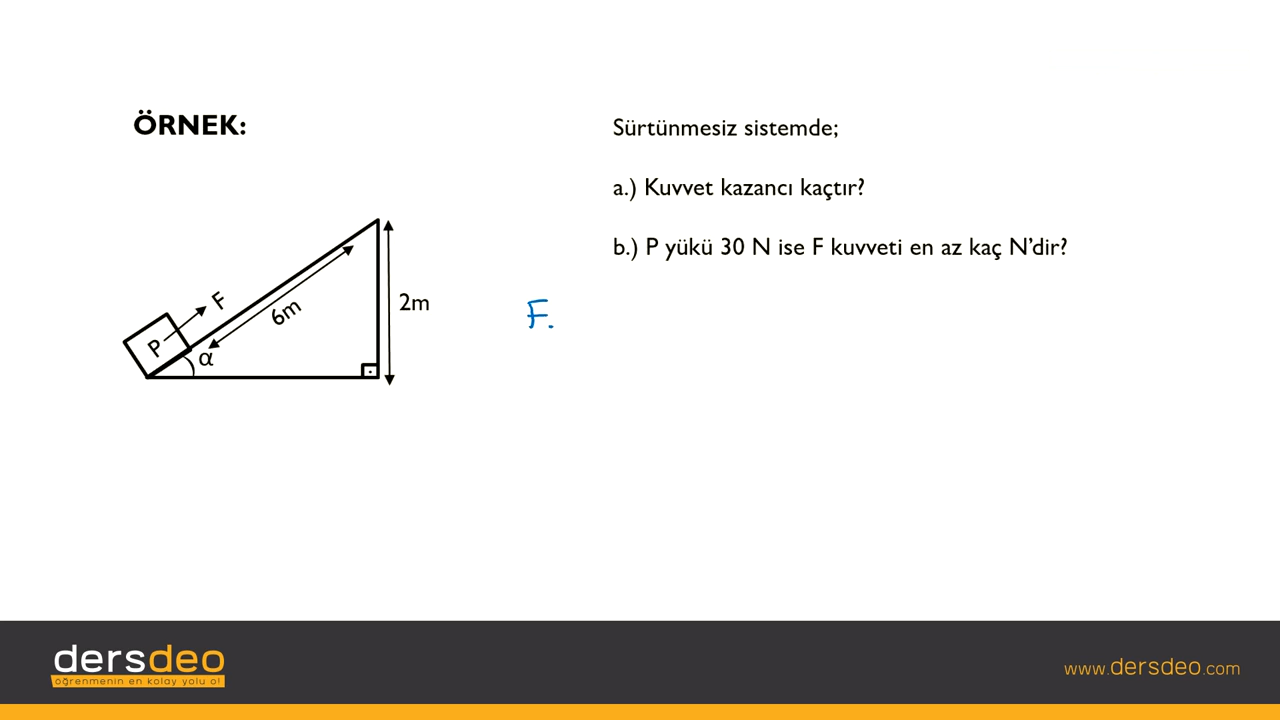 ÖRNEK:
Sürtünmesiz sistemde;
a.) Kuvvet kazancı kaçtır?
b.) P yükü 30 N ise F kuvveti en az kaç N’dir?
F
6m
2m
P
α
F.
dersdeo
öğrenmenin en kolay yolu o!
www.dersdeo.com